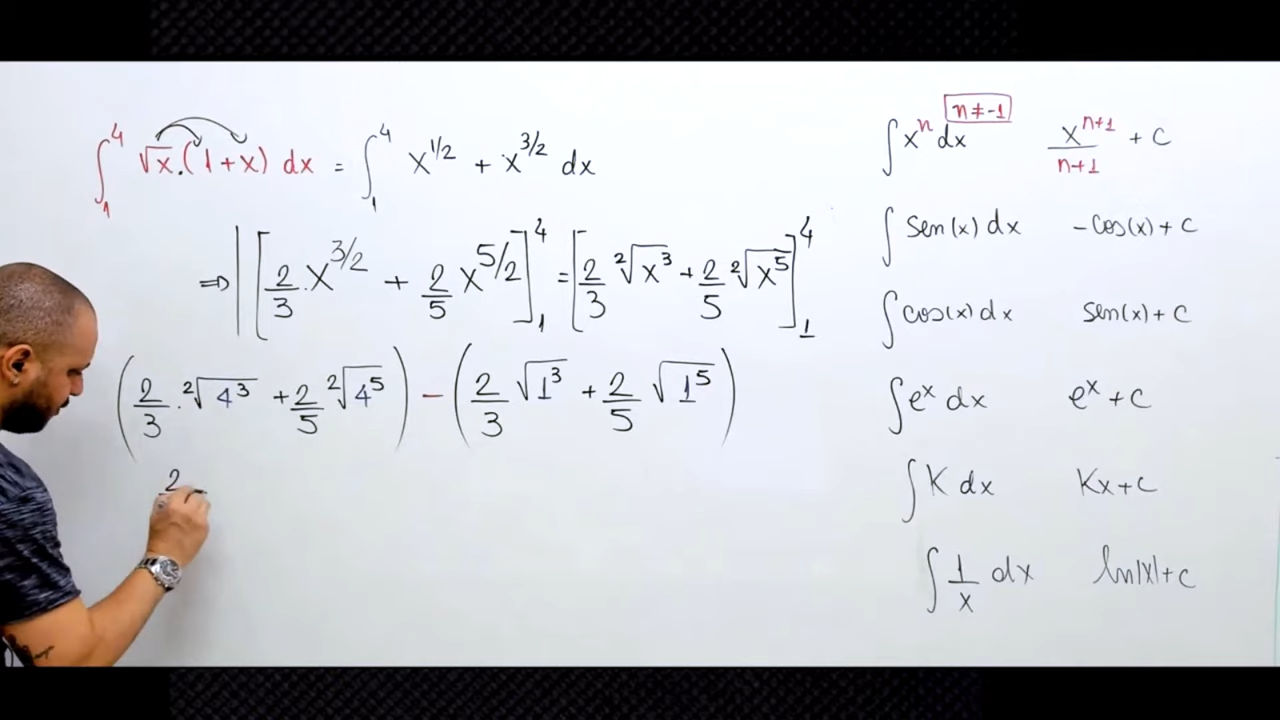 ∫₁⁴ √x.(1+x) dx = ∫₁⁴ x^{1/2} + x^{3/2} dx
⇒ | [2/3 . x^{3/2} + 2/5 x^{5/2}]₁⁴ = [2/3 ²√x³ + 2/5 ²√x⁵]₁⁴
(2/3 . ²√4³ + 2/5 ²√4⁵) − (2/3 √1³ + 2/5 √1⁵)
2
n≠-1
∫xⁿ dx x^{n+1}/n+1 + C
∫ Sen(x) dx -Cos(x)+C
∫cos(x) dx sen(x)+C
∫eˣ dx eˣ+C
∫K dx Kx+C
∫1/x dx ln|x|+C